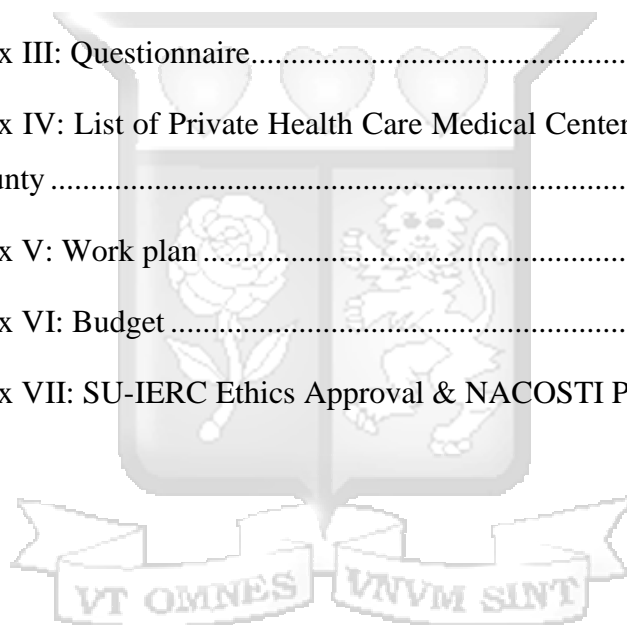 x III: Questionnaire..............................................
x IV: List of Private Health Care Medical Center
unty..........................................................................
x V: Work plan.......................................................
x VI: Budget...........................................................
x VII: SU-IERC Ethics Approval & NACOSTI P
VT OMNES VNVM SINT